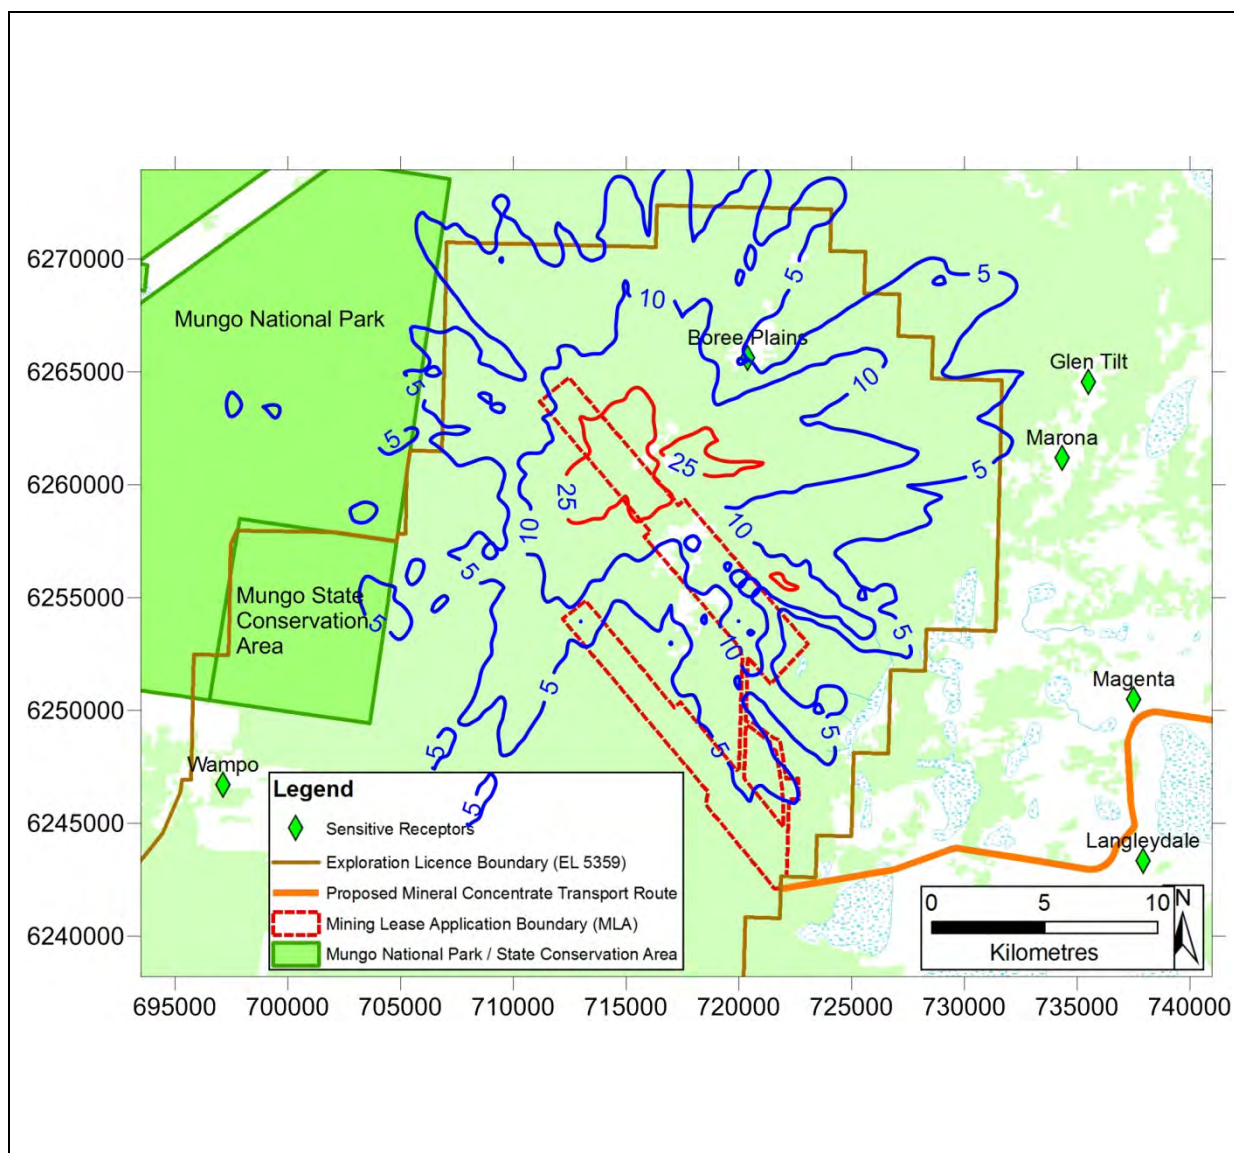 6270000
6265000
6260000
6255000
6250000
6245000
6240000
Mungo National Park
Mungo State
Conservation
Area
Boree Plains
Glen Tilt
Marona
Magenta
Langleydale
Wampo
5
10
5
10
5
5
25
25
5
10
10
5
5
5
10
5
5
5
5
5
Legend
Sensitive Receptors
Exploration Licence Boundary (EL 5359)
Proposed Mineral Concentrate Transport Route
Mining Lease Application Boundary (MLA)
Mungo National Park / State Conservation Area
0 5 10
Kilometres
N
695000 700000 705000 710000 715000 720000 725000 730000 735000 740000